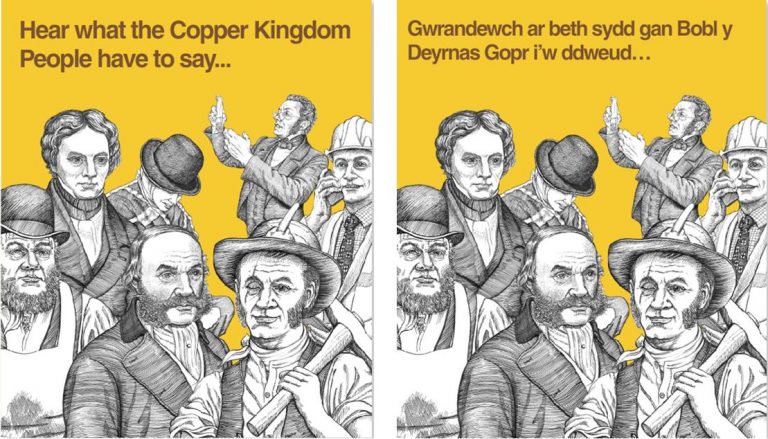 Hear what the Copper Kingdom
People have to say...
Gwrandewch ar beth sydd gan Bobl y
Deyrnas Gopr i'w ddweud...